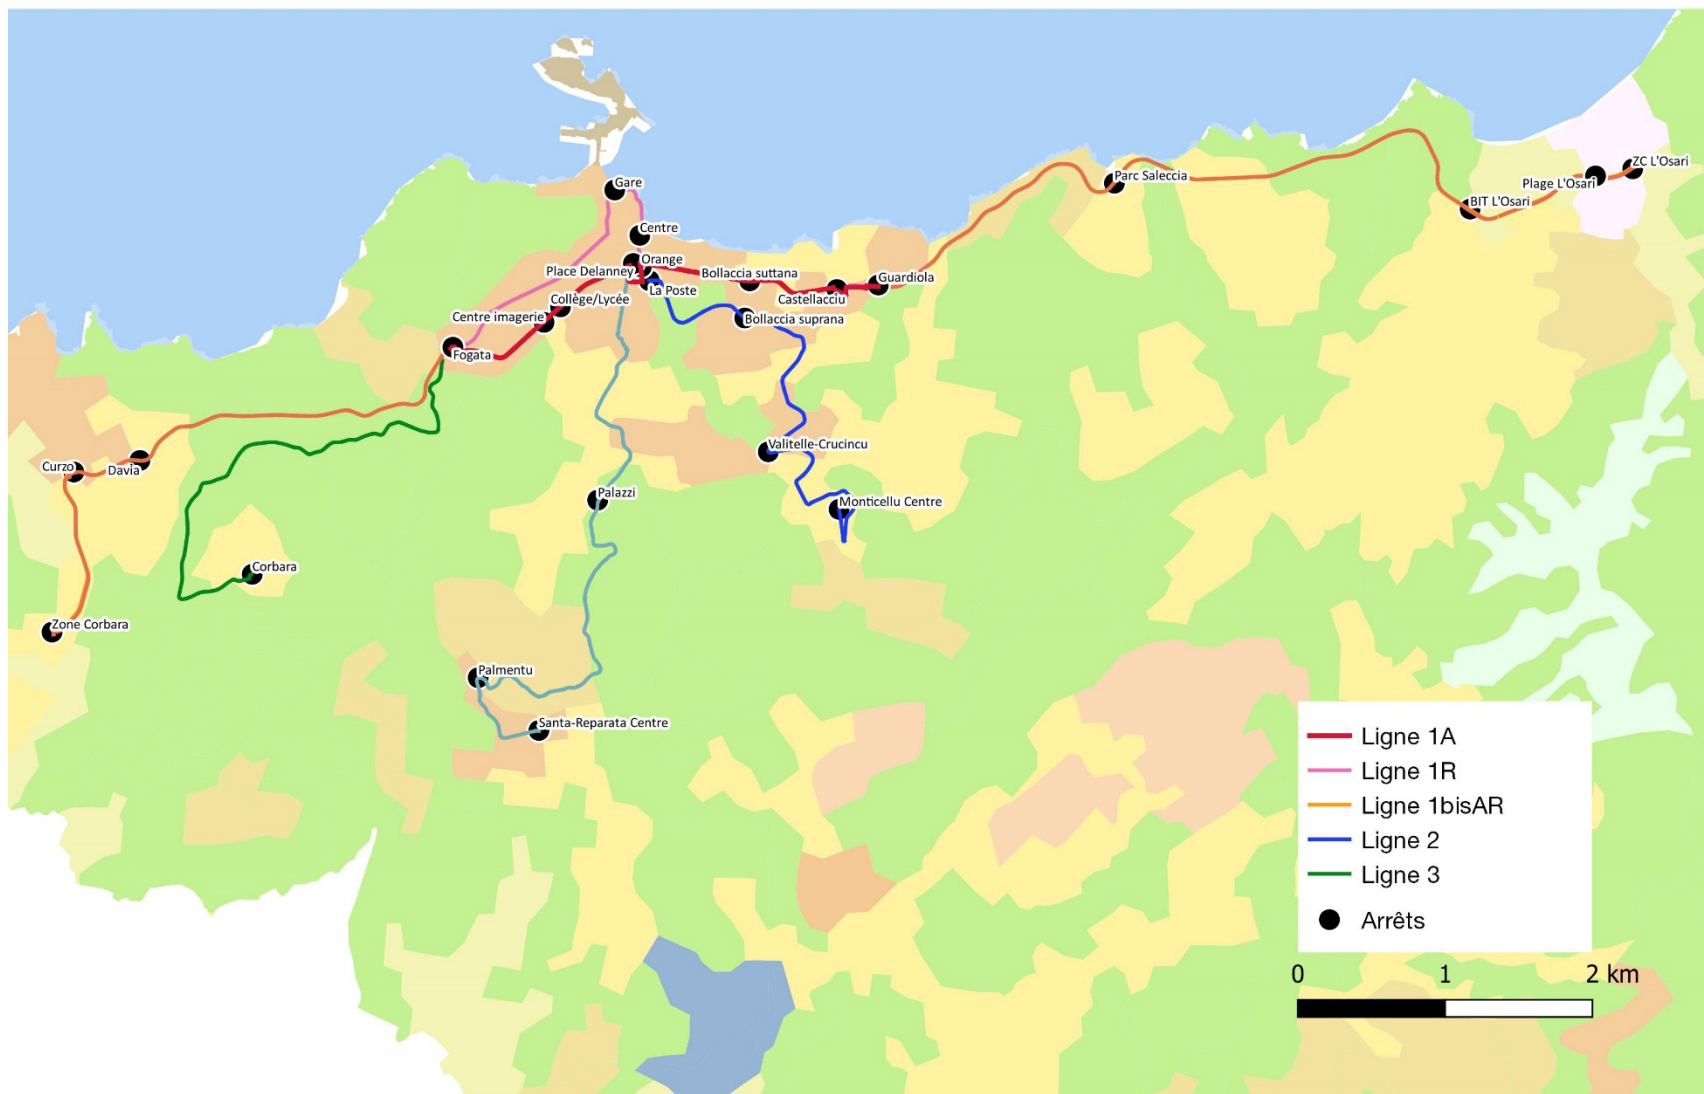 Gare
Centre
Orange
Place Delanney
La Poste
Bollaccia suttana
Castellacciu
Guardiola
Parc Saleccia
BIT L'Osari
Plage L'Osari
ZC L'Osari
Collège/Lycée
Centre imagerie
Fogata
Bollaccia suprana
Curzo
Davia
Valitelle-Crucincu
Palazzi
Monticellu Centre
Corbara
Zone Corbara
Palmentu
Santa-Reparata Centre
Ligne 1A
Ligne 1R
Ligne 1bisAR
Ligne 2
Ligne 3
Arrêts
0 1 2 km